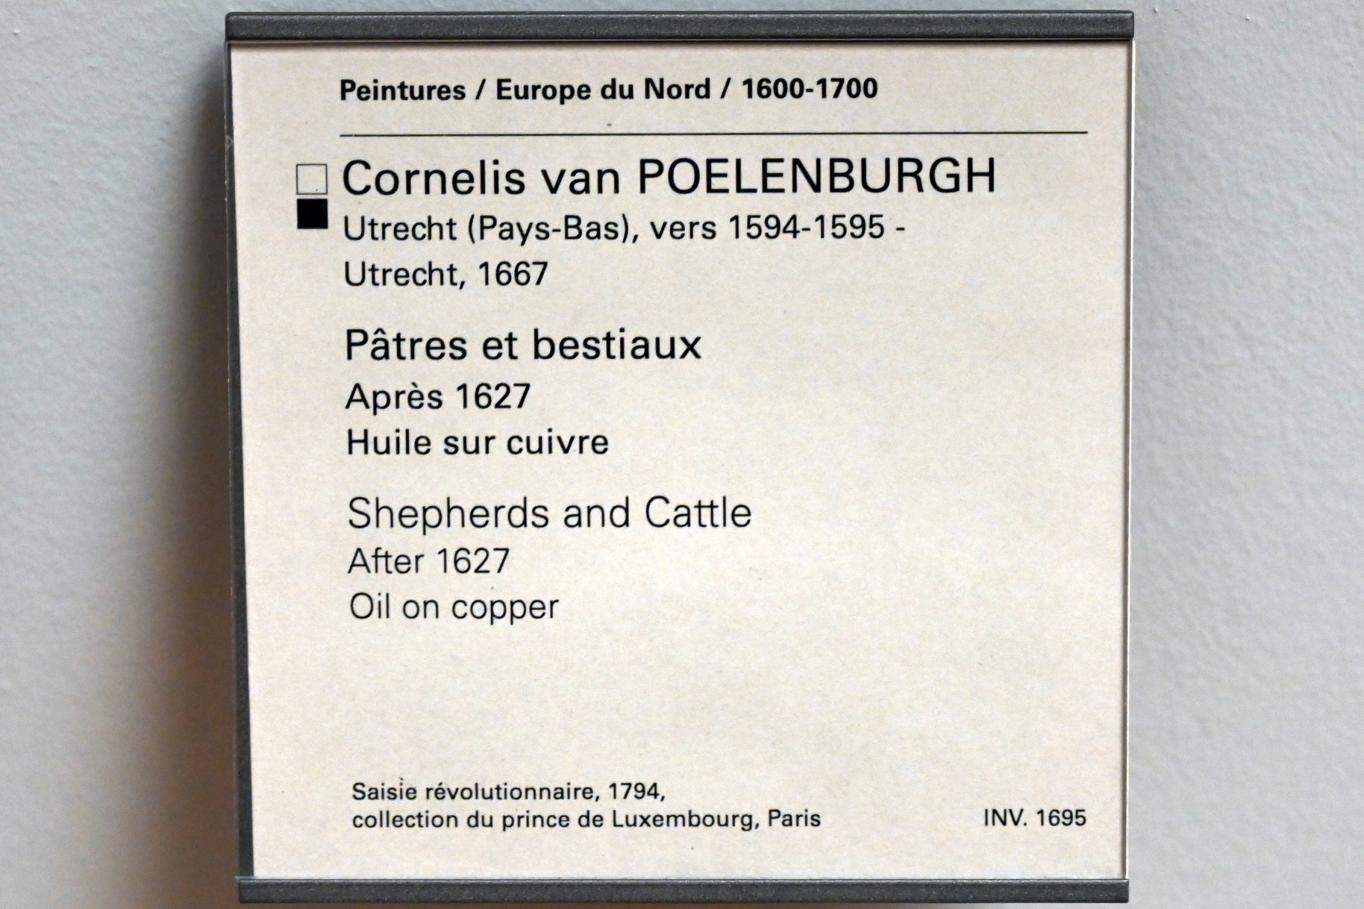 Peintures / Europe du Nord / 1600-1700
Cornelis van POELENBURGH
Utrecht (Pays-Bas), vers 1594-1595 -
Utrecht, 1667
Pâtres et bestiaux
Après 1627
Huile sur cuivre
Shepherds and Cattle
After 1627
Oil on copper
Saisie révolutionnaire, 1794,
collection du prince de Luxembourg, Paris
INV. 1695